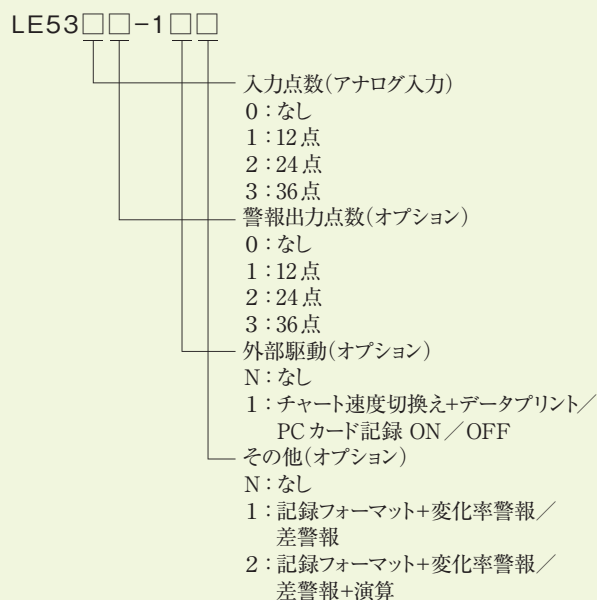 LE53□□-1□□
入力点数(アナログ入力)
0:なし
1:12点
2:24点
3:36点
警報出力点数(オプション)
0:なし
1:12点
2:24点
3:36点
外部駆動(オプション)
N:なし
1:チャート速度切換え+データプリント/
PCカード記録 ON/OFF
その他(オプション)
N:なし
1:記録フォーマット+変化率警報/
差警報
2:記録フォーマット+変化率警報/
差警報+演算